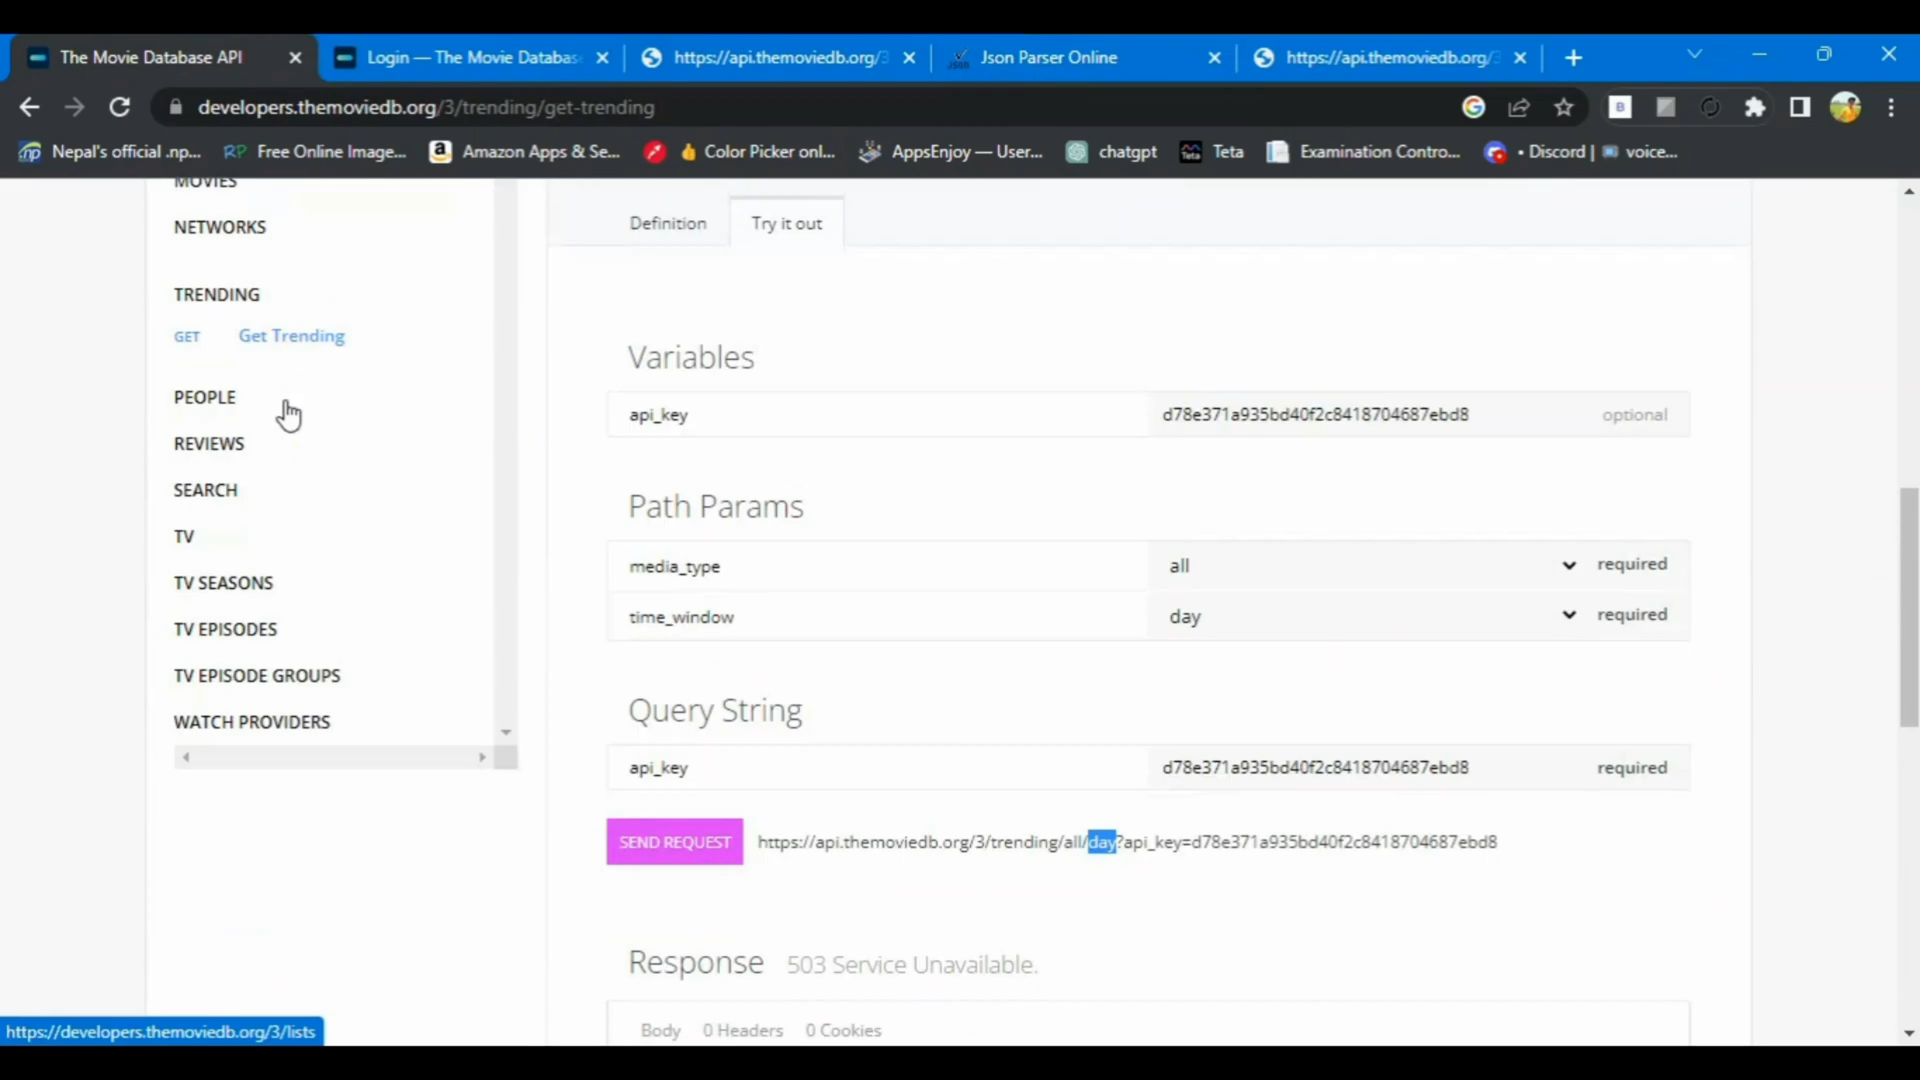 The Movie Database API
Login — The Movie Databas
https://api.themoviedb.org/3
Json Parser Online
https://api.themoviedb.org/3
developers.themoviedb.org/3/trending/get-trending
Nepal's official .np...
Free Online Image...
Amazon Apps & Se...
Color Picker onl...
AppsEnjoy — User...
chatgpt
Teta
Examination Contro...
• Discord | voice...
MOVIES
NETWORKS
TRENDING
GET Get Trending
PEOPLE
REVIEWS
SEARCH
TV
TV SEASONS
TV EPISODES
TV EPISODE GROUPS
WATCH PROVIDERS
Definition
Try it out
Variables
api_key d78e371a935bd40f2c8418704687ebd8 optional
Path Params
media_type all required
time_window day required
Query String
api_key d78e371a935bd40f2c8418704687ebd8 required
SEND REQUEST https://api.themoviedb.org/3/trending/all/day?api_key=d78e371a935bd40f2c8418704687ebd8
Response 503 Service Unavailable.
Body 0 Headers 0 Cookies
https://developers.themoviedb.org/3/lists